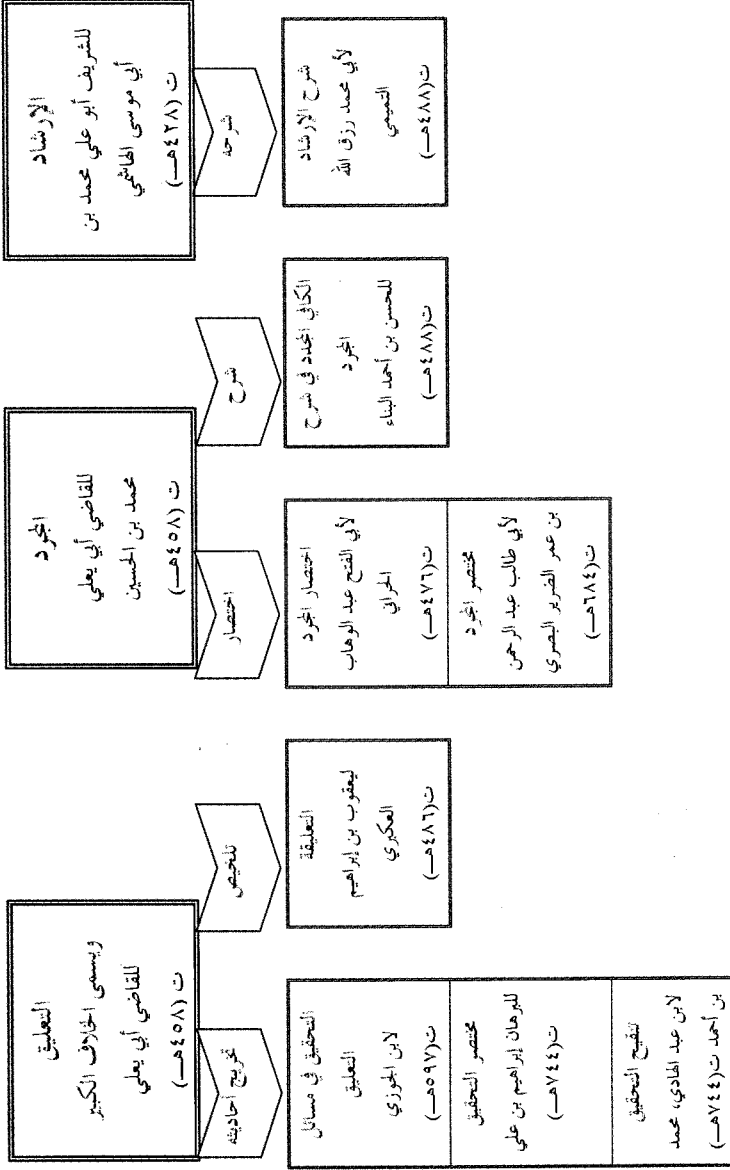 الإرشاد
للشريف أبو علي محمد بن
أبي موسى الهاشمي
ت (٤٢٨هـ)
شرحه
شرح الإرشاد
لأبي محمد رزق الله
التميمي
ت(٤٨٨هـ)
المجرد
للقاضي أبي يعلي
محمد بن الحسين
ت (٤٥٨هـ)
شرح
الكافي المجدد في شرح
المجرد
للحسن بن أحمد البناء
ت(٤٨٨هـ)
اختصار
اختصار المجرد
لأبي الفتح عبد الوهاب
الحراني
ت(٤٧٦هـ)
مختصر المجرد
لأبي طالب عبد الرحمن
بن عمر الضرير البصري
ت(٦٨٤هـ)
التعليق
ويسمى الخلاف الكبير
للقاضي أبي يعلي
ت (٤٥٨هـ)
تلخيص
التعليقة
ليعقوب بن إبراهيم
العكبري
ت(٤٨٦هـ)
تخريج أحاديثه
التحقيق في مسائل
التعليق
لابن الجوزي
ت(٥٩٧هـ)
مختصر التحقيق
للبرهان إبراهيم بن علي
ت(٧٤٤هـ)
تنقيح التحقيق
لابن عبد الهادي، محمد
بن أحمد ت(٧٤٤هـ)